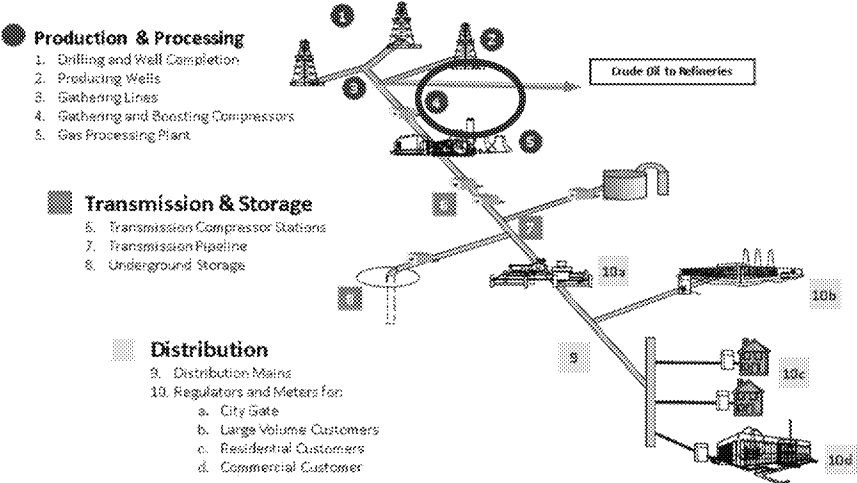 Production & Processing
1. Drilling and Well Completion
2. Producing Wells
3. Gathering Lines
4. Gathering and Boosting Compressors
5. Gas Processing Plant
Transmission & Storage
6. Transmission Compressor Stations
7. Transmission Pipeline
8. Underground Storage
Distribution
9. Distribution Mains
10. Regulators and Meters for:
a. City Gate
b. Large Volume Customers
c. Residential Customers
d. Commercial Customer
1
2
Crude Oil to Refineries
3
4
5
6
7
8
10a
10b
9
10c
10d